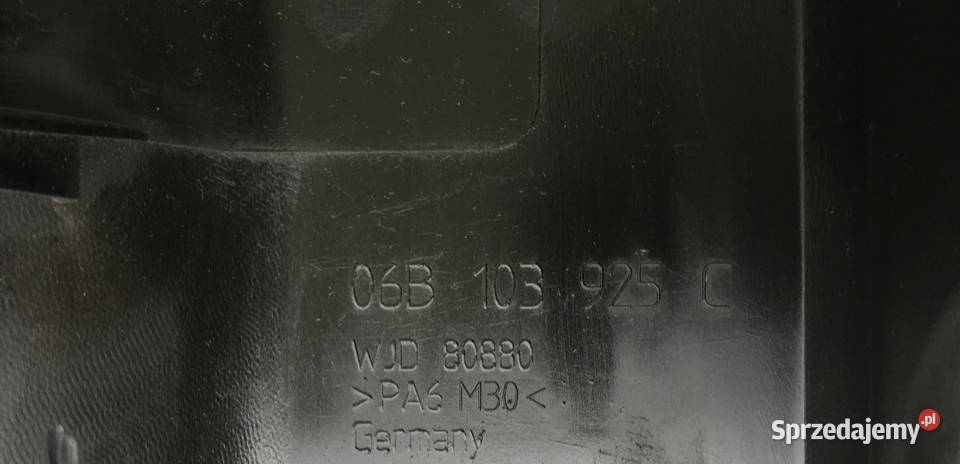 06B 103 925 C
WJD 80880
>PA6 M30<
Germany
Sprzedajemy.pl